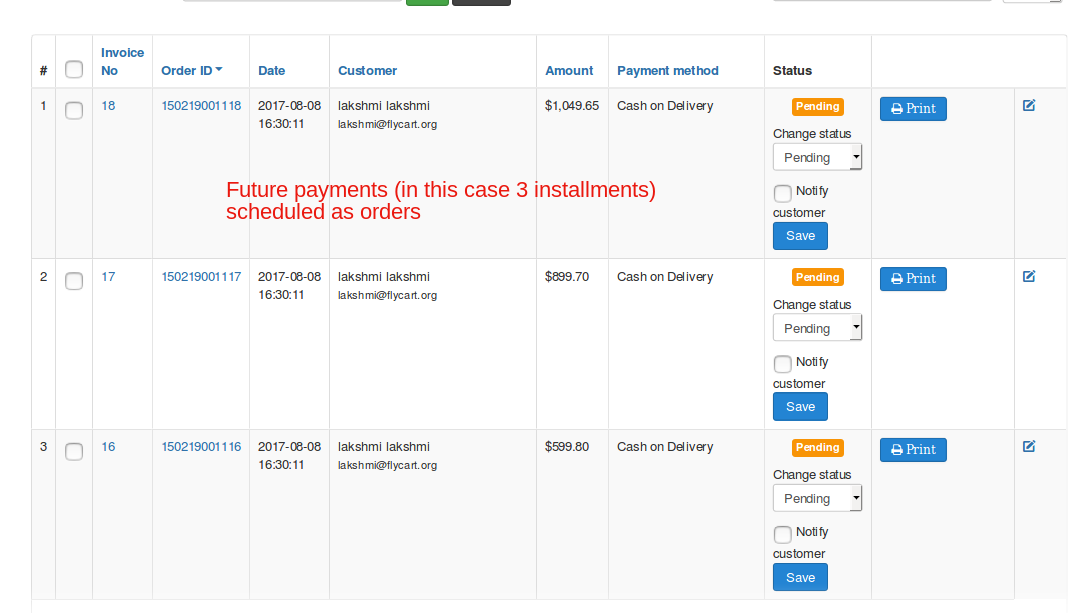 Invoice No
# Order ID Date Customer Amount Payment method Status
1 18 150219001118 2017-08-08 16:30:11 lakshmi lakshmi lakshmi@flycart.org $1,049.65 Cash on Delivery Pending Print
Change status
Pending
Notify customer
Save
Future payments (in this case 3 installments)
scheduled as orders
2 17 150219001117 2017-08-08 16:30:11 lakshmi lakshmi lakshmi@flycart.org $899.70 Cash on Delivery Pending Print
Change status
Pending
Notify customer
Save
3 16 150219001116 2017-08-08 16:30:11 lakshmi lakshmi lakshmi@flycart.org $599.80 Cash on Delivery Pending Print
Change status
Pending
Notify customer
Save